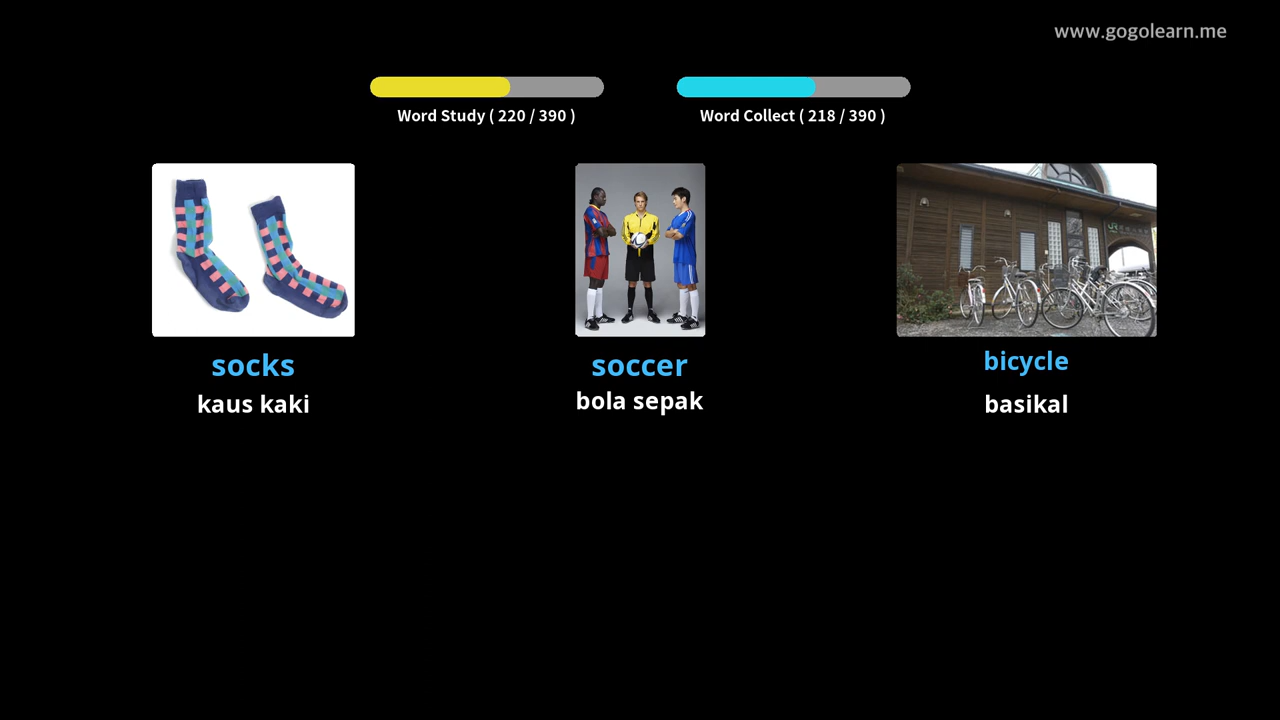 www.gogolearn.me
Word Study ( 220 / 390 )
Word Collect ( 218 / 390 )
socks
kaus kaki
soccer
bola sepak
bicycle
basikal